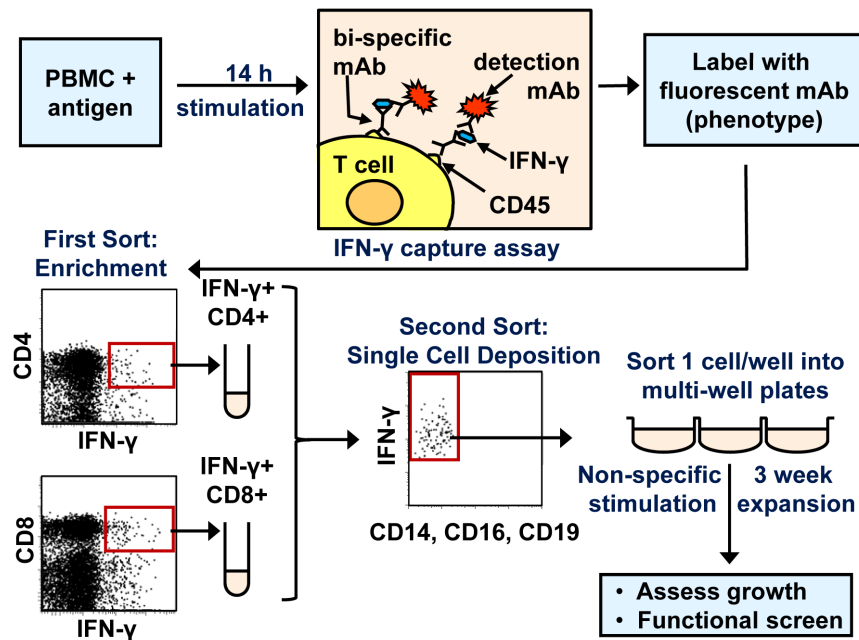 PBMC +
antigen
14 h
stimulation
bi-specific
mAb
detection
mAb
IFN-γ
CD45
T cell
IFN-γ capture assay
Label with
fluorescent mAb
(phenotype)
First Sort:
Enrichment
CD4
IFN-γ
IFN-γ+
CD4+
CD8
IFN-γ
IFN-γ+
CD8+
Second Sort:
Single Cell Deposition
IFN-γ
CD14, CD16, CD19
Sort 1 cell/well into
multi-well plates
Non-specific
stimulation
3 week
expansion
• Assess growth
• Functional screen